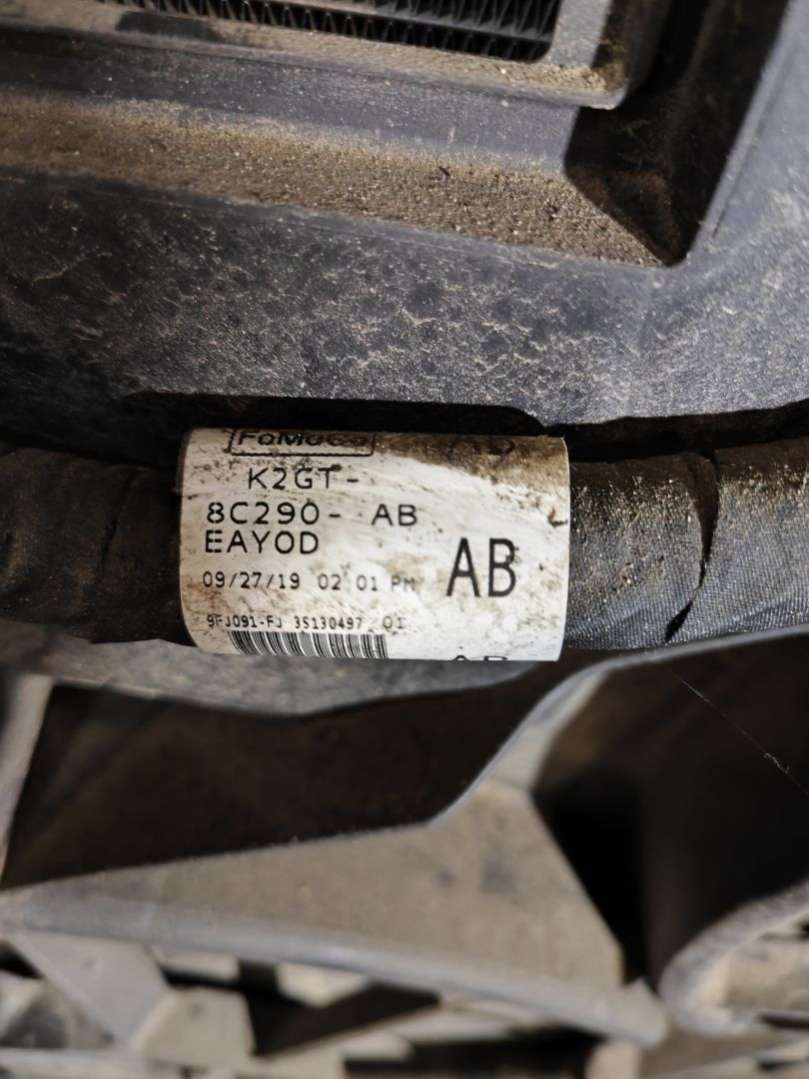 FoMoCo
K2GT-
8C290- AB
EAYOD
09/27/19 02 01 PM
AB
9FJ091-FJ 35130497 01